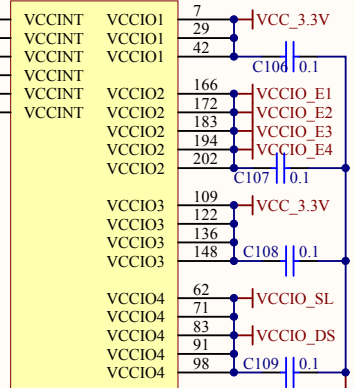 VCCINT VCCIO1 7 VCC_3.3V
VCCINT VCCIO1 29
VCCINT VCCIO1 42
VCCINT C106 0.1
VCCINT VCCIO2 166 VCCIO_E1
VCCINT VCCIO2 172 VCCIO_E2
VCCIO2 183 VCCIO_E3
VCCIO2 194 VCCIO_E4
VCCIO2 202
C107 0.1
VCCIO3 109 VCC_3.3V
VCCIO3 122
VCCIO3 136
VCCIO3 148 C108 0.1
VCCIO4 62 VCCIO_SL
VCCIO4 71
VCCIO4 83 VCCIO_DS
VCCIO4 91
VCCIO4 98 C109 0.1